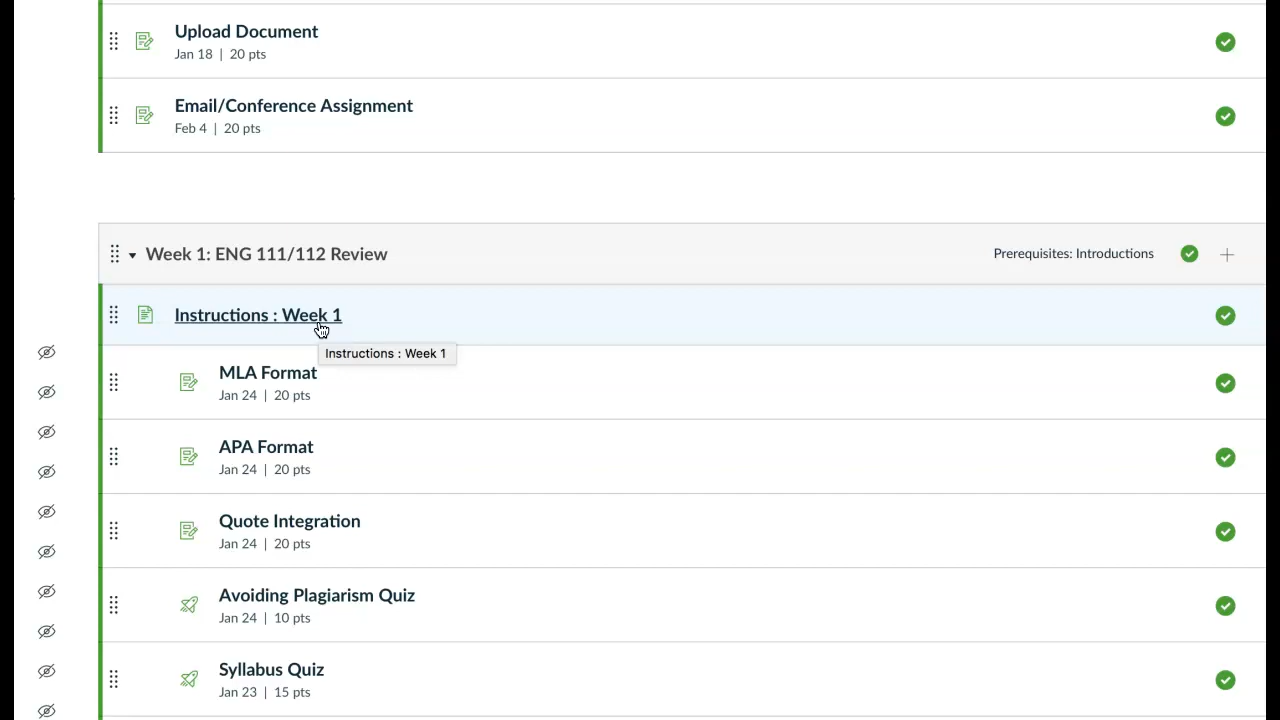 Upload Document
Jan 18 | 20 pts
Email/Conference Assignment
Feb 4 | 20 pts
Week 1: ENG 111/112 Review
Prerequisites: Introductions
Instructions : Week 1
Instructions : Week 1
MLA Format
Jan 24 | 20 pts
APA Format
Jan 24 | 20 pts
Quote Integration
Jan 24 | 20 pts
Avoiding Plagiarism Quiz
Jan 24 | 10 pts
Syllabus Quiz
Jan 23 | 15 pts